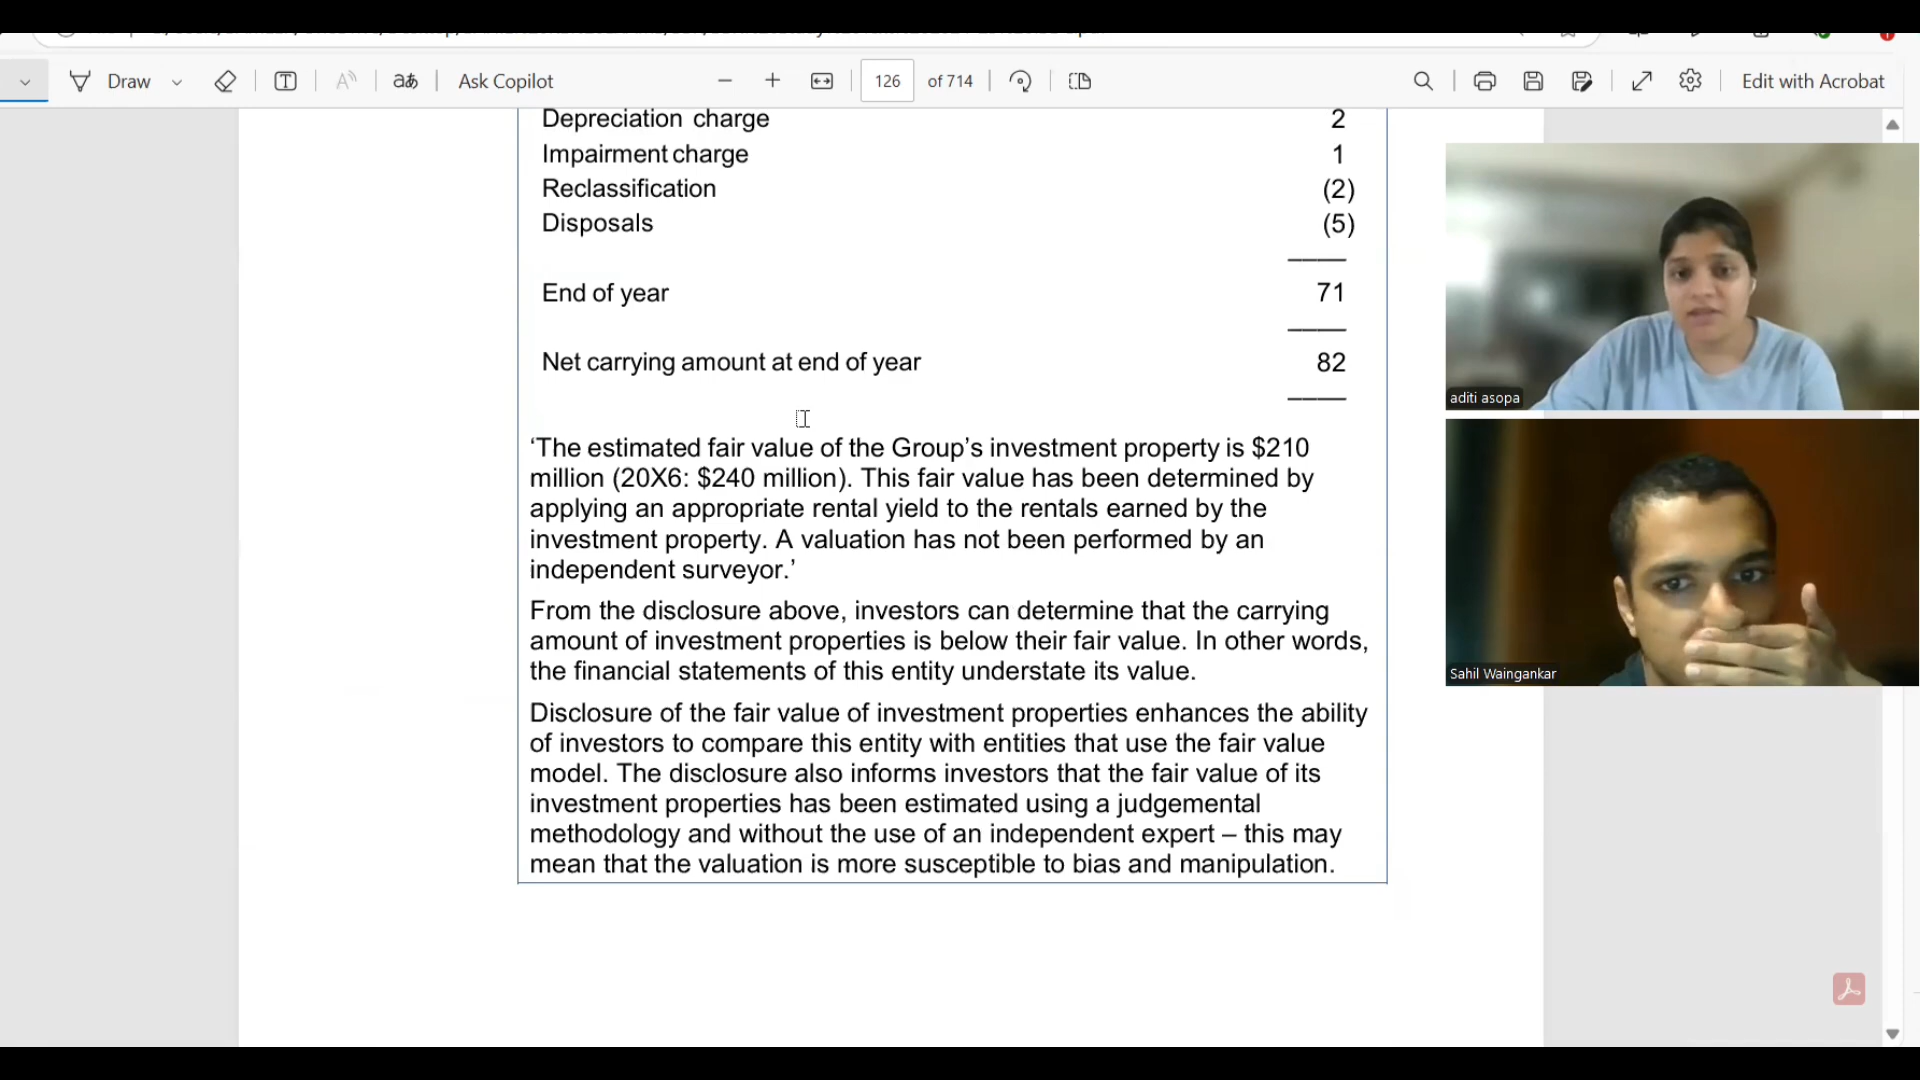 Draw
Ask Copilot
126 of 714
Edit with Acrobat
Depreciation charge 2
Impairment charge 1
Reclassification (2)
Disposals (5)
End of year 71
Net carrying amount at end of year 82
‘The estimated fair value of the Group’s investment property is $210
million (20X6: $240 million). This fair value has been determined by
applying an appropriate rental yield to the rentals earned by the
investment property. A valuation has not been performed by an
independent surveyor.’
From the disclosure above, investors can determine that the carrying
amount of investment properties is below their fair value. In other words,
the financial statements of this entity understate its value.
Disclosure of the fair value of investment properties enhances the ability
of investors to compare this entity with entities that use the fair value
model. The disclosure also informs investors that the fair value of its
investment properties has been estimated using a judgemental
methodology and without the use of an independent expert – this may
mean that the valuation is more susceptible to bias and manipulation.
aditi asopa
Sahil Waingankar